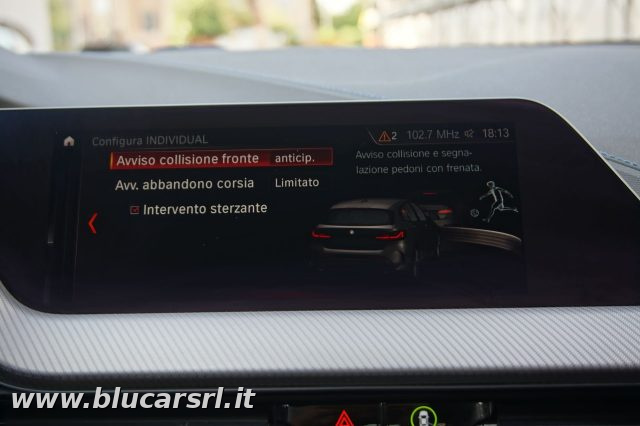 Configura INDIVIDUAL
2 102.7 MHz 18:13
Avviso collisione fronte anticip.
Avv. abbandono corsia Limitato
Intervento sterzante
Avviso collisione e segna-
lazione pedoni con frenata.
www.blucarsrl.it